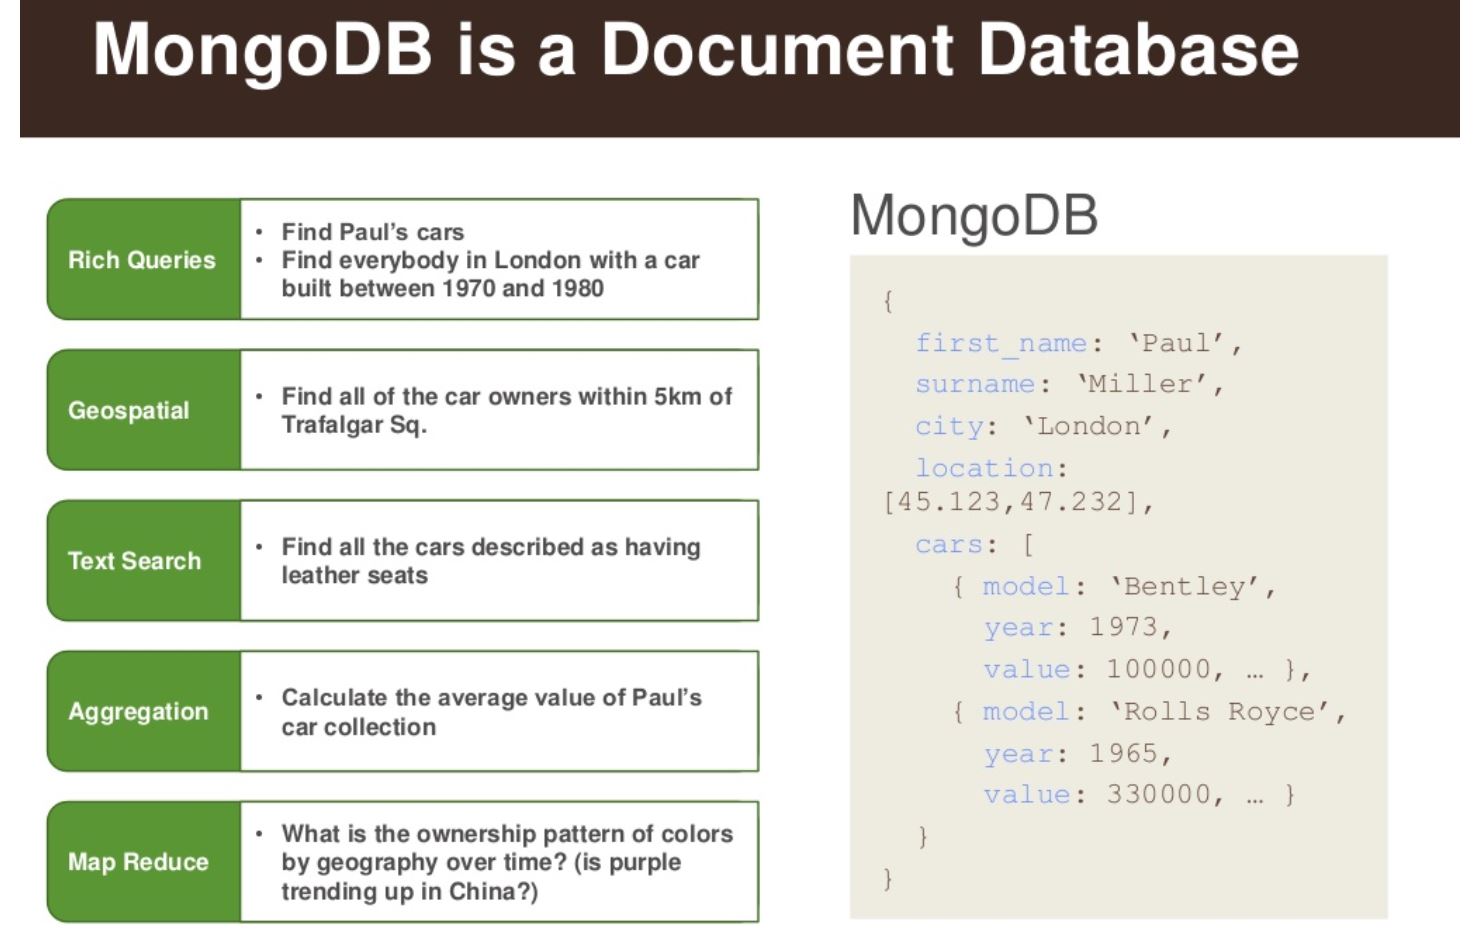 MongoDB is a Document Database
Rich Queries
• Find Paul’s cars
• Find everybody in London with a car
built between 1970 and 1980
Geospatial
• Find all of the car owners within 5km of
Trafalgar Sq.
Text Search
• Find all the cars described as having
leather seats
Aggregation
• Calculate the average value of Paul’s
car collection
Map Reduce
• What is the ownership pattern of colors
by geography over time? (is purple
trending up in China?)
MongoDB
{
first_name: ‘Paul’,
surname: ‘Miller’,
city: ‘London’,
location:
[45.123,47.232],
cars: [
{ model: ‘Bentley’,
year: 1973,
value: 100000, … },
{ model: ‘Rolls Royce’,
year: 1965,
value: 330000, … }
}
}